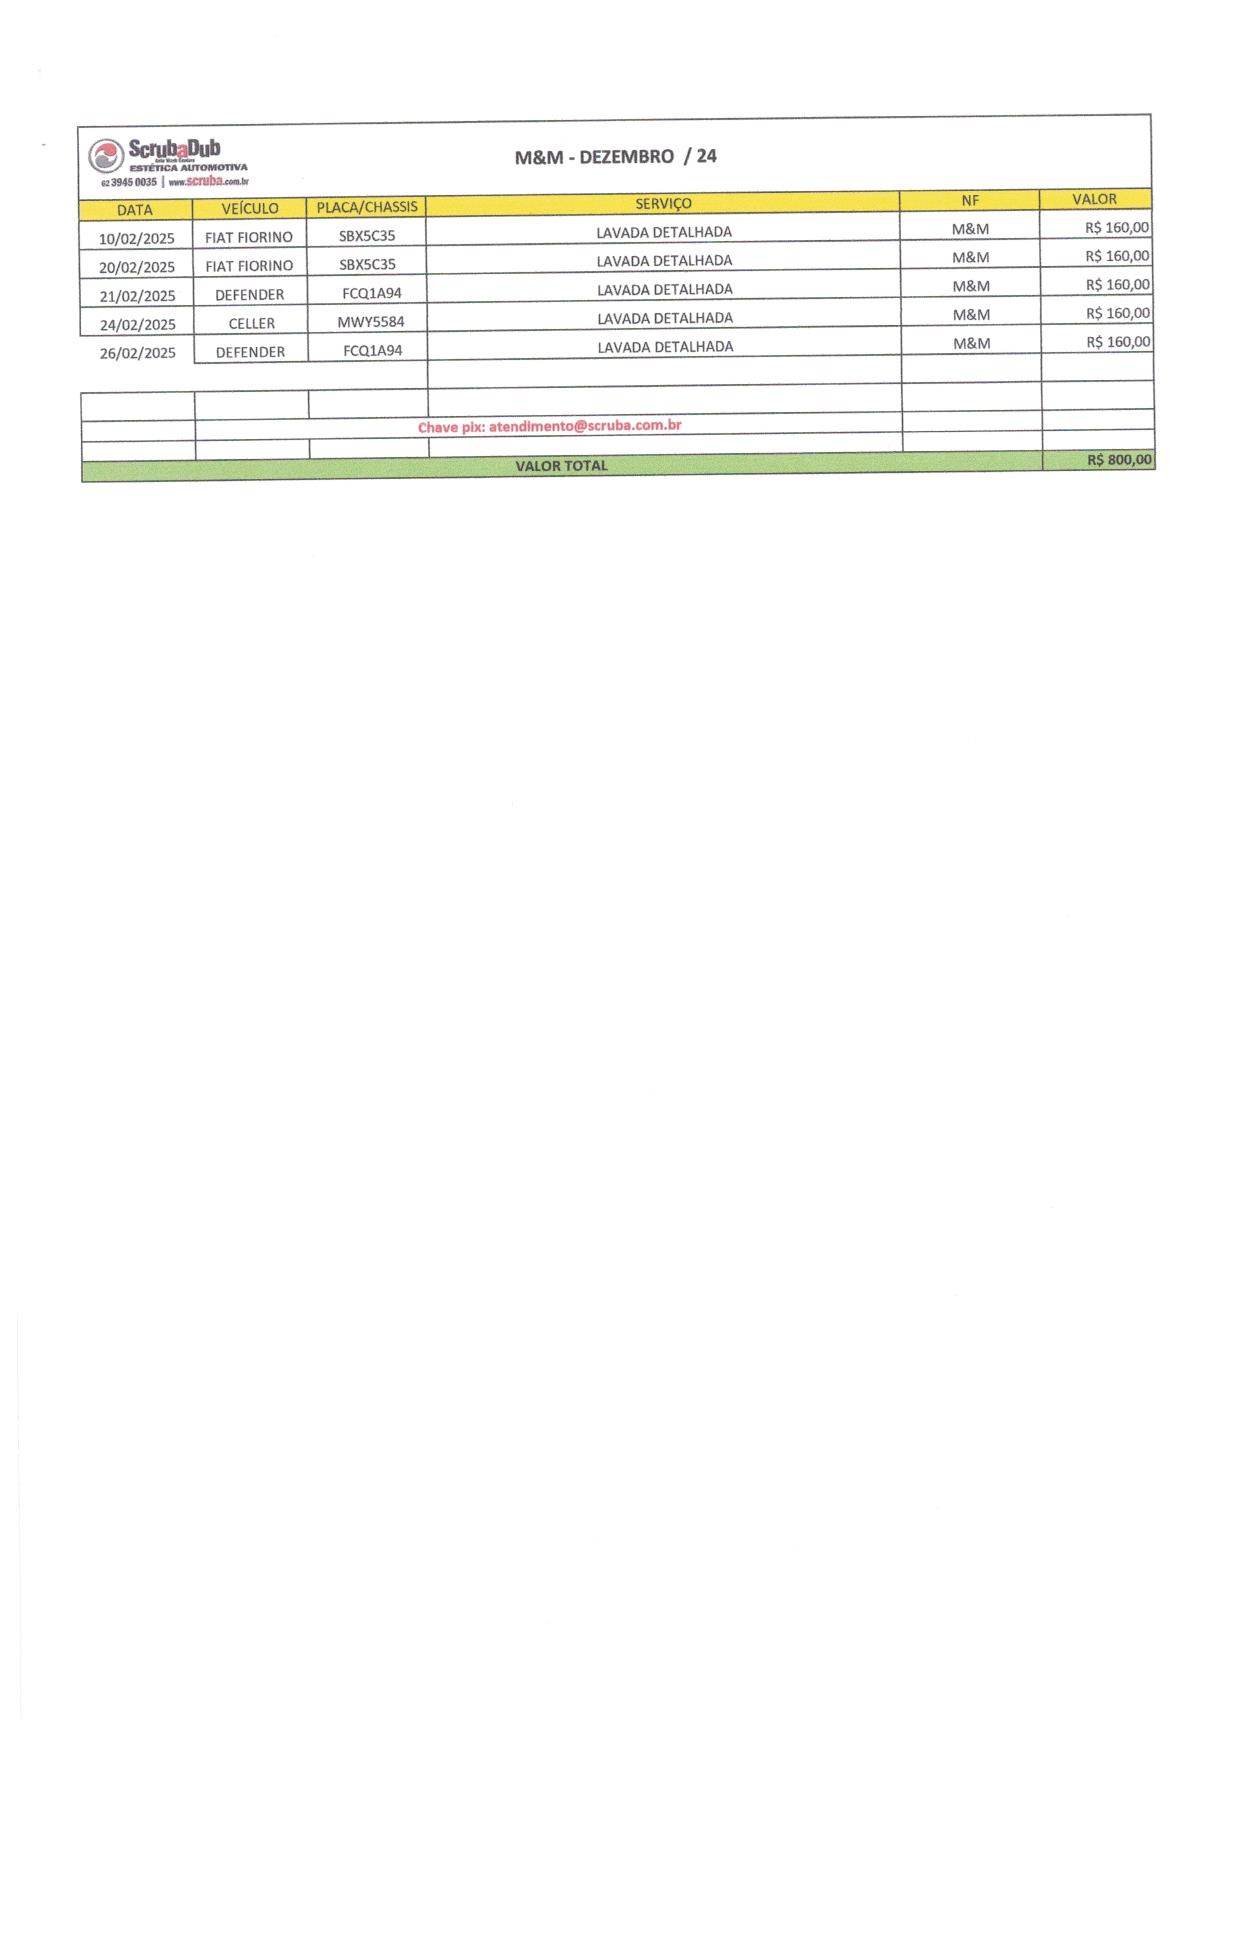 ScrubaDub
Auto Wash Centers
ESTÉTICA AUTOMOTIVA
62 3945 0035 | www.scruba.com.br
M&M - DEZEMBRO / 24
DATA VEÍCULO PLACA/CHASSIS SERVIÇO NF VALOR
10/02/2025 FIAT FIORINO SBX5C35 LAVADA DETALHADA M&M R$ 160,00
20/02/2025 FIAT FIORINO SBX5C35 LAVADA DETALHADA M&M R$ 160,00
21/02/2025 DEFENDER FCQ1A94 LAVADA DETALHADA M&M R$ 160,00
24/02/2025 CELLER MWY5584 LAVADA DETALHADA M&M R$ 160,00
26/02/2025 DEFENDER FCQ1A94 LAVADA DETALHADA M&M R$ 160,00
Chave pix: atendimento@scruba.com.br
VALOR TOTAL R$ 800,00